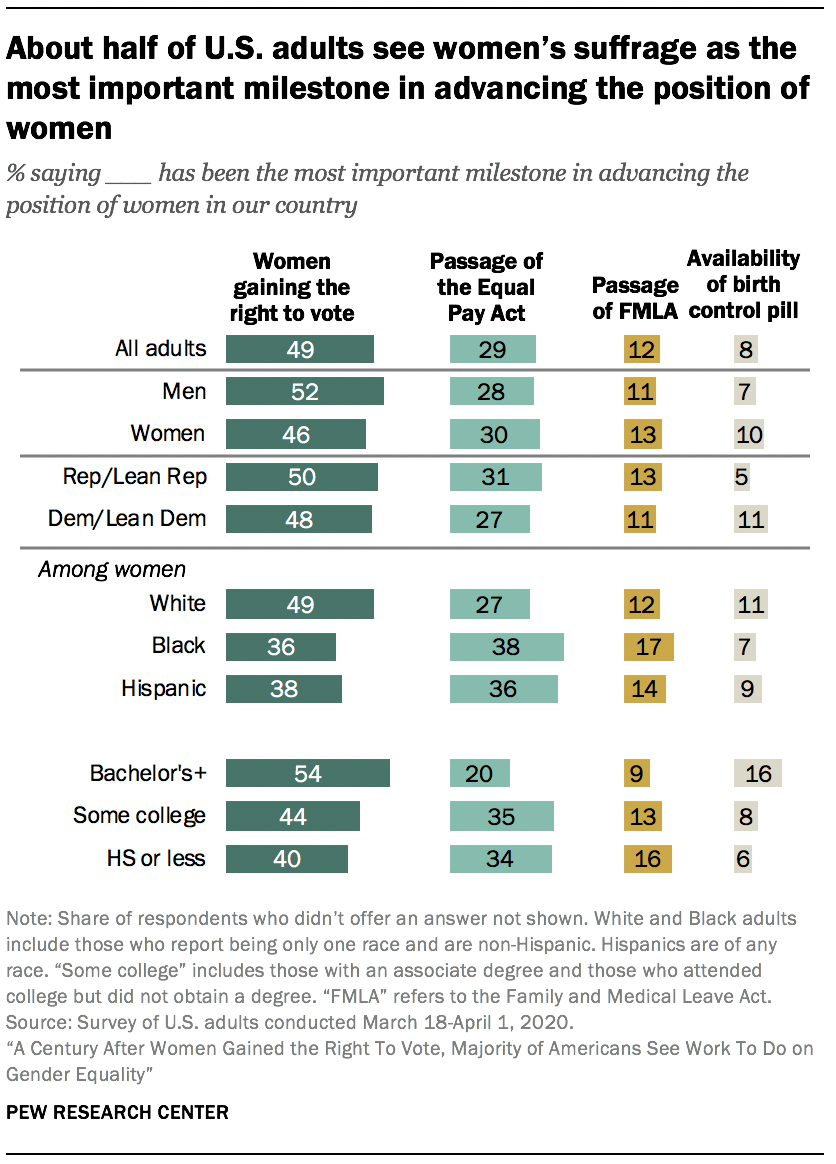 About half of U.S. adults see women’s suffrage as the
most important milestone in advancing the position of
women
% saying ____ has been the most important milestone in advancing the
position of women in our country
Women
gaining the
right to vote
Passage of
the Equal
Pay Act
Passage
of FMLA
Availability
of birth
control pill
All adults 49 29 12 8
Men 52 28 11 7
Women 46 30 13 10
Rep/Lean Rep 50 31 13 5
Dem/Lean Dem 48 27 11 11
Among women
White 49 27 12 11
Black 36 38 17 7
Hispanic 38 36 14 9
Bachelor's+ 54 20 9 16
Some college 44 35 13 8
HS or less 40 34 16 6
Note: Share of respondents who didn’t offer an answer not shown. White and Black adults
include those who report being only one race and are non-Hispanic. Hispanics are of any
race. “Some college” includes those with an associate degree and those who attended
college but did not obtain a degree. “FMLA” refers to the Family and Medical Leave Act.
Source: Survey of U.S. adults conducted March 18-April 1, 2020.
“A Century After Women Gained the Right To Vote, Majority of Americans See Work To Do on
Gender Equality”
PEW RESEARCH CENTER